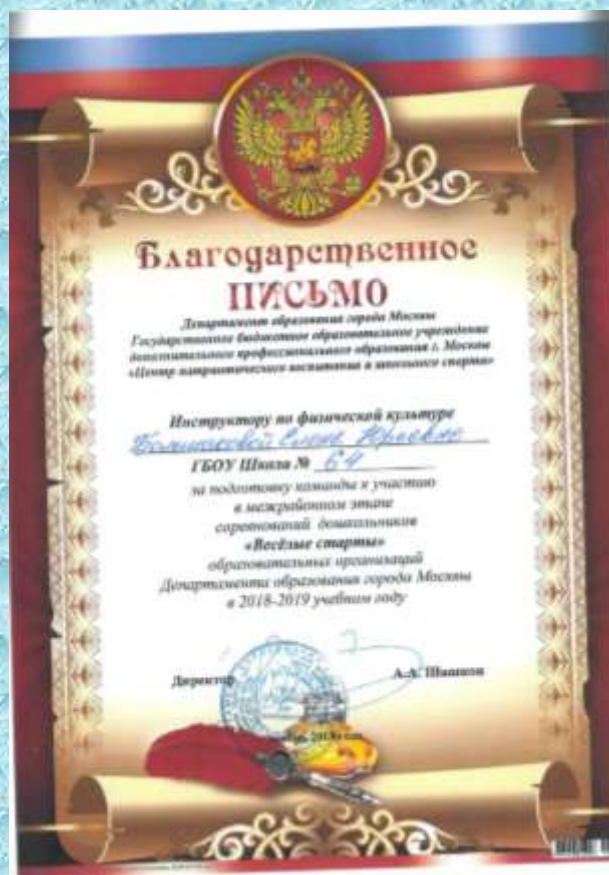 Благодарственное
ПИСЬМО
Департамент образования города Москвы
Государственное бюджетное образовательное учреждение
дополнительного профессионального образования г. Москвы
«Центр патриотического воспитания и школьного спорта»
Инструктору по физической культуре
Елене Юрьевне
ГБОУ Школа № 64
за подготовку команды к участию
в межрайонном этапе
соревнований дошкольников
«Весёлые старты»
образовательных организаций
Департамента образования города Москвы
в 2018-2019 учебном году
Директор А.А. Шашков